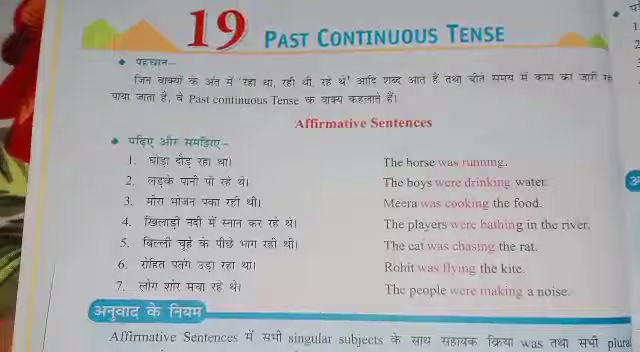 19 PAST CONTINUOUS TENSE
पहचान–
जिन वाक्यों के अंत में 'रहा था, रही थी, रहे थे' आदि शब्द आते हैं तथा बीते समय में काम का जारी
पाया जाता है, वे Past continuous Tense के वाक्य कहलाते हैं।
Affirmative Sentences
पढ़िए और समझिए–
1. घोड़ा दौड़ रहा था। The horse was running.
2. लड़के पानी पी रहे थे। The boys were drinking water.
3. मीरा भोजन पका रही थी। Meera was cooking the food.
4. खिलाड़ी नदी में स्नान कर रहे थे। The players were bathing in the river.
5. बिल्ली चूहे के पीछे भाग रही थी। The cat was chasing the rat.
6. रोहित पतंग उड़ा रहा था। Rohit was flying the kite.
7. लोग शोर मचा रहे थे। The people were making a noise.
अनुवाद के नियम
Affirmative Sentences में सभी singular subjects के साथ सहायक क्रिया was तथा सभी plural